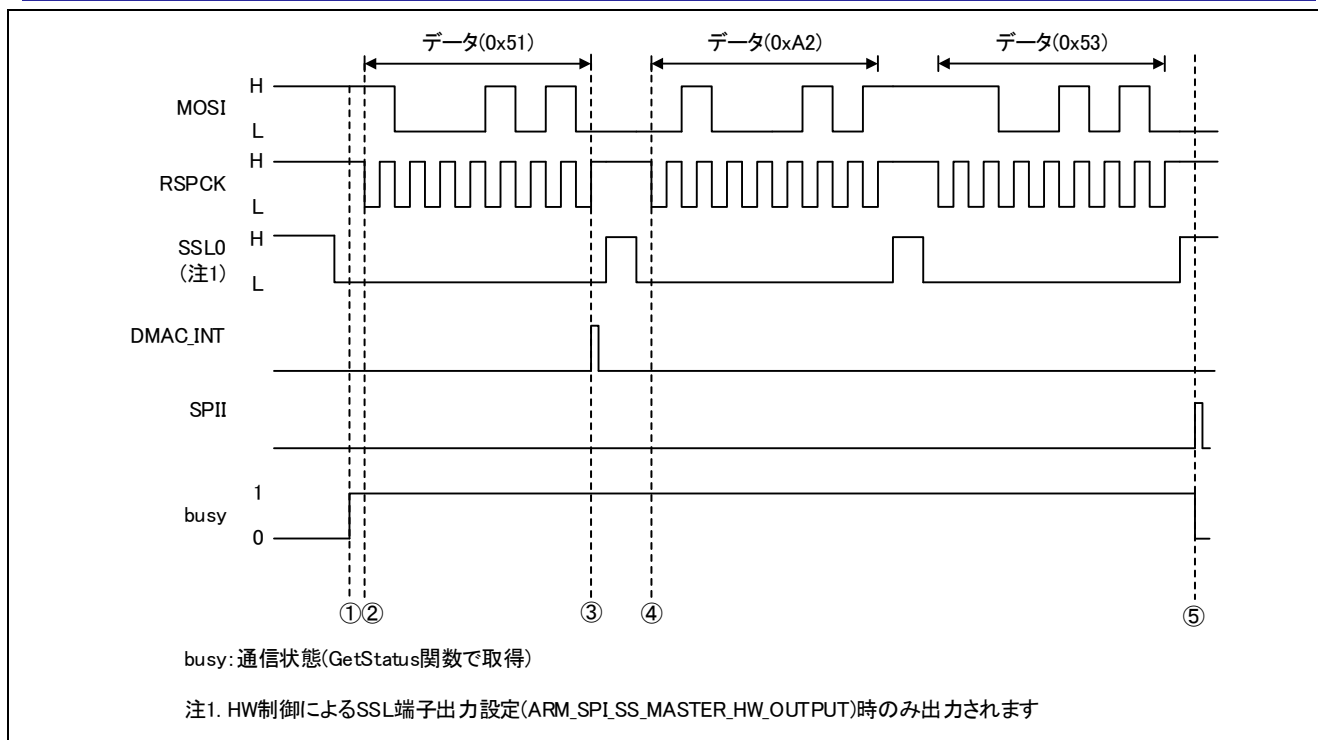 データ(0x51) データ(0xA2) データ(0x53)
H
MOSI
L
H
RSPCK
L
H
SSL0
(注1)
L
DMAC_INT
SPII
1
busy
0
①② ③ ④ ⑤
busy:通信状態(GetStatus関数で取得)
注1. HW制御によるSSL端子出力設定(ARM_SPI_SS_MASTER_HW_OUTPUT)時のみ出力されます